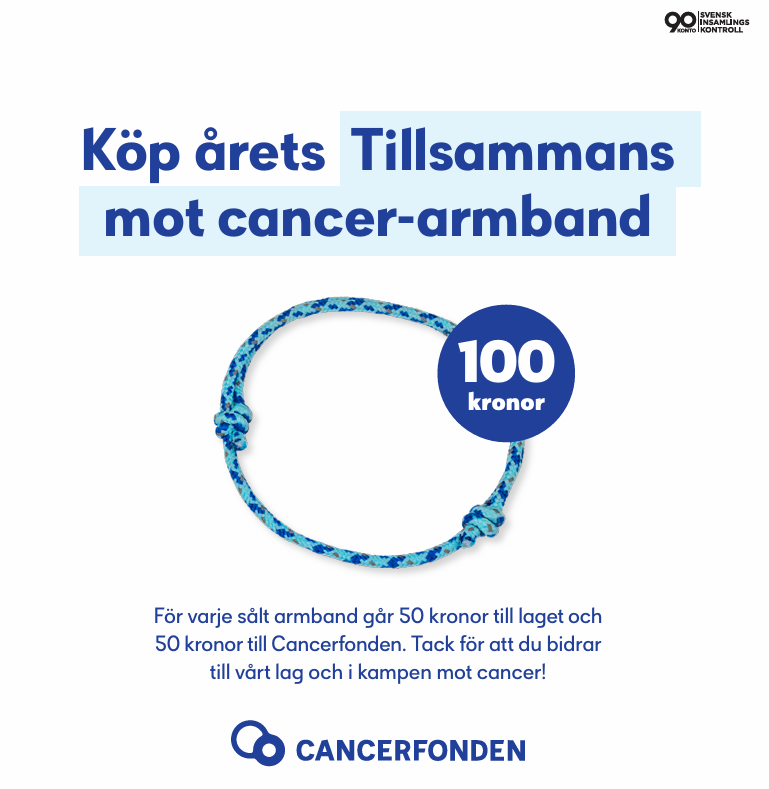 90
KONTO
SVENSK
INSAMLINGS
KONTROLL
Köp årets Tillsammans
mot cancer-armband
100
kronor
För varje sålt armband går 50 kronor till laget och
50 kronor till Cancerfonden. Tack för att du bidrar
till vårt lag och i kampen mot cancer!
CANCERFONDEN